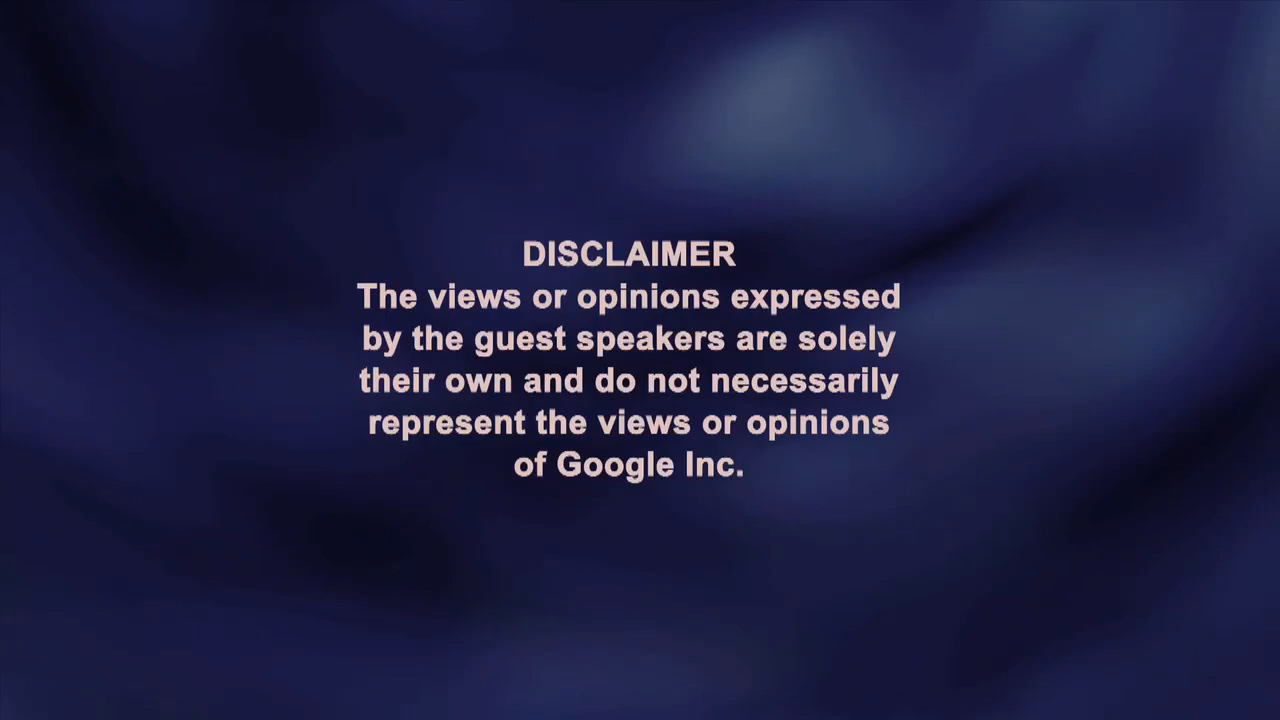 DISCLAIMER
The views or opinions expressed
by the guest speakers are solely
their own and do not necessarily
represent the views or opinions
of Google Inc.